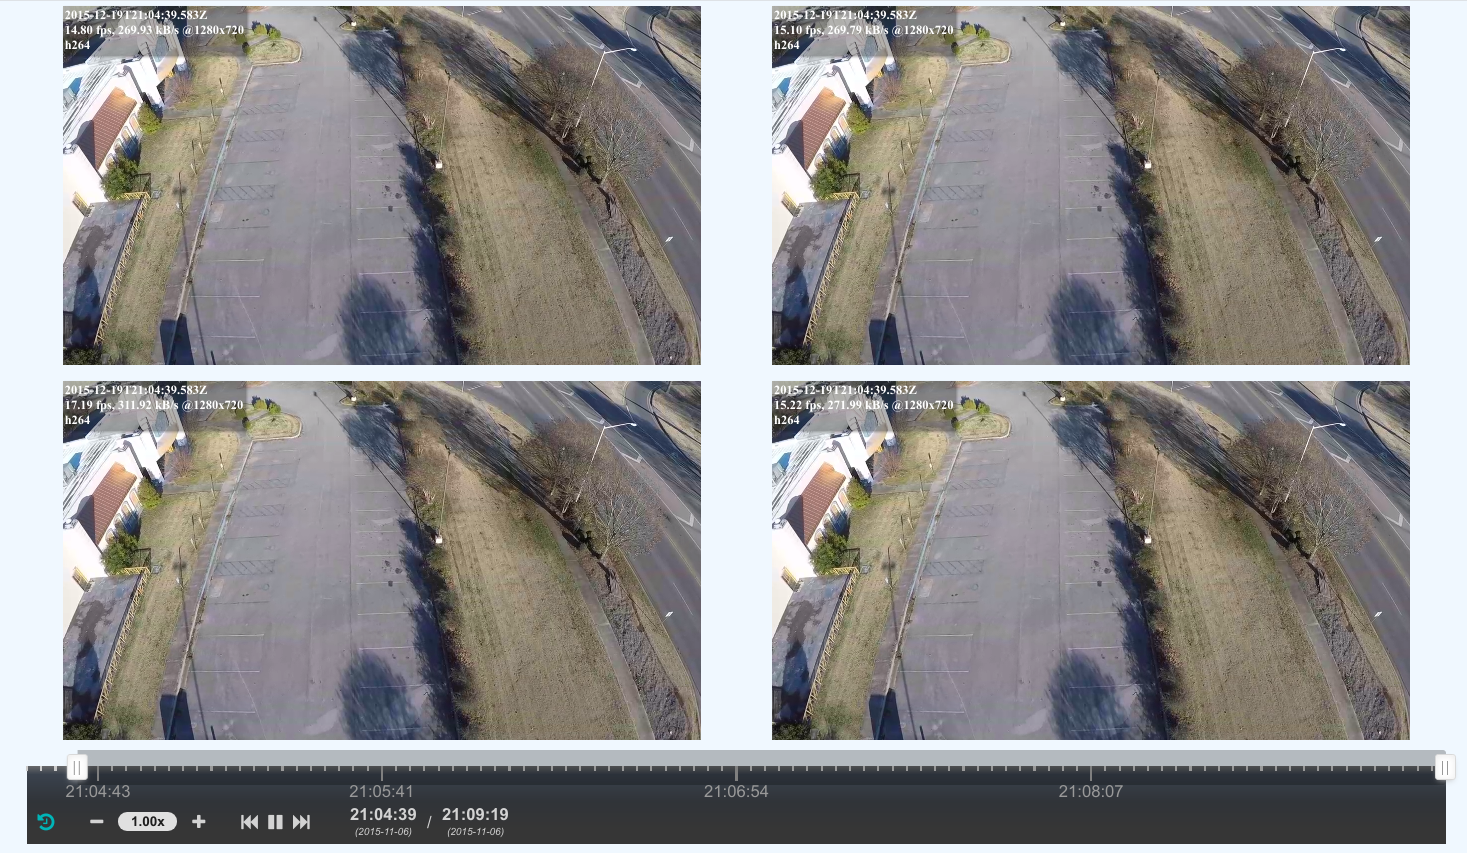 2015-12-19T21:04:39.583Z
14.80 fps, 269.93 kB/s @1280x720
h264
2015-12-19T21:04:39.583Z
15.10 fps, 269.79 kB/s @1280x720
h264
2015-12-19T21:04:39.583Z
17.19 fps, 311.92 kB/s @1280x720
h264
2015-12-19T21:04:39.583Z
15.22 fps, 271.99 kB/s @1280x720
h264
21:04:43 21:05:41 21:06:54 21:08:07
1.00x 21:04:39 / 21:09:19
(2015-11-06) (2015-11-06)